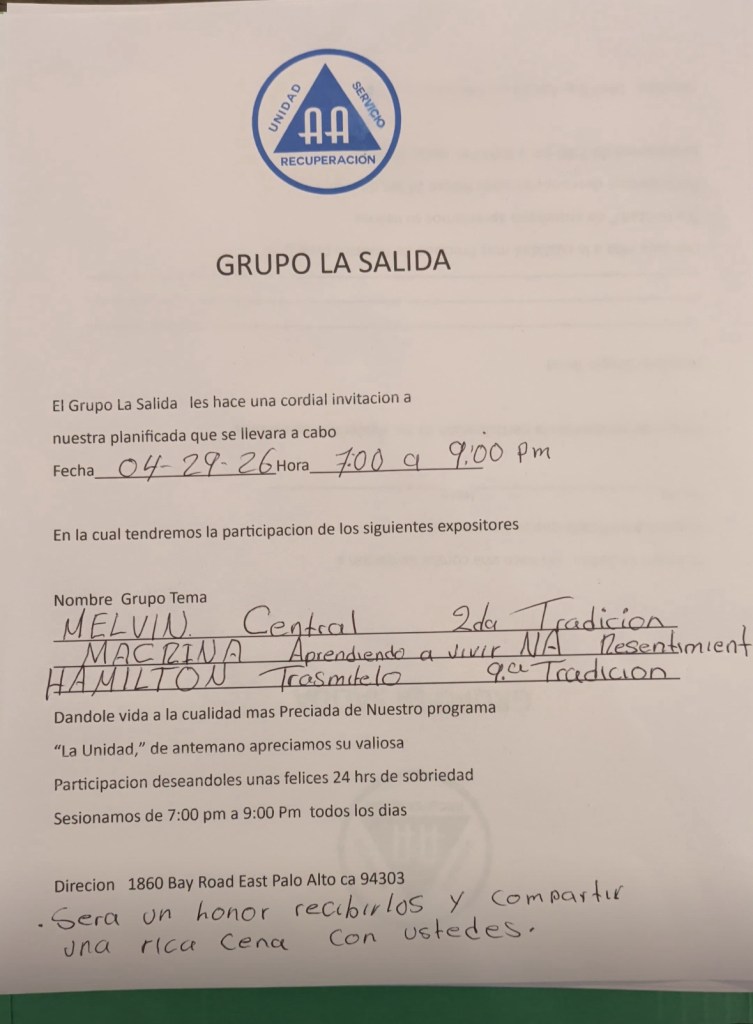 UNIDAD
SERVICIO
AA
RECUPERACIÓN
GRUPO LA SALIDA
El Grupo La Salida les hace una cordial invitacion a
nuestra planificada que se llevara a cabo
Fecha 04-29-26 Hora 7:00 a 9:00 pm
En la cual tendremos la participacion de los siguientes expositores
Nombre Grupo Tema
MELVIN. Central 2da Tradicion
MACRINA Aprendiendo a vivir NA Resentimient
HAMILTON Trasmitelo 9.a Tradicion
Dandole vida a la cualidad mas Preciada de Nuestro programa
“La Unidad,” de antemano apreciamos su valiosa
Participacion deseandoles unas felices 24 hrs de sobriedad
Sesionamos de 7:00 pm a 9:00 Pm todos los dias
Direcion 1860 Bay Road East Palo Alto ca 94303
. Sera un honor recibirlos y compartir
una rica cena con ustedes.